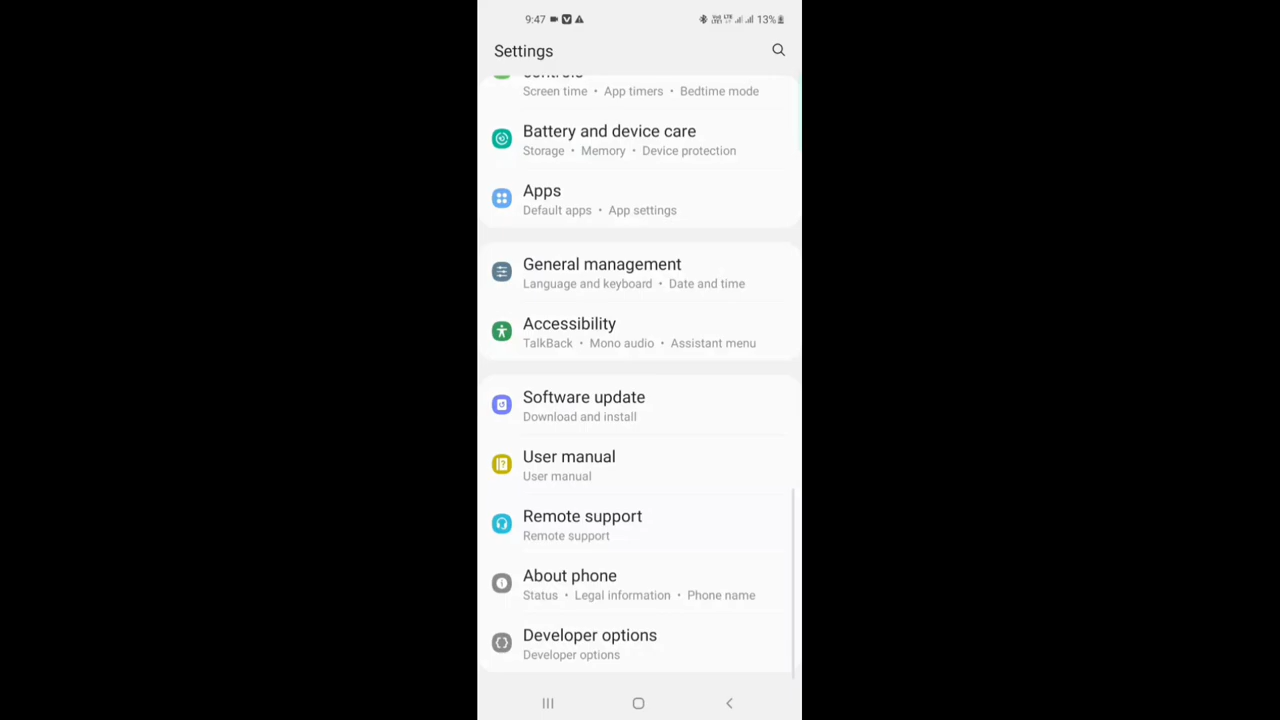 9:47 13%
Settings
controls
Screen time • App timers • Bedtime mode
Battery and device care
Storage • Memory • Device protection
Apps
Default apps • App settings
General management
Language and keyboard • Date and time
Accessibility
TalkBack • Mono audio • Assistant menu
Software update
Download and install
User manual
User manual
Remote support
Remote support
About phone
Status • Legal information • Phone name
Developer options
Developer options